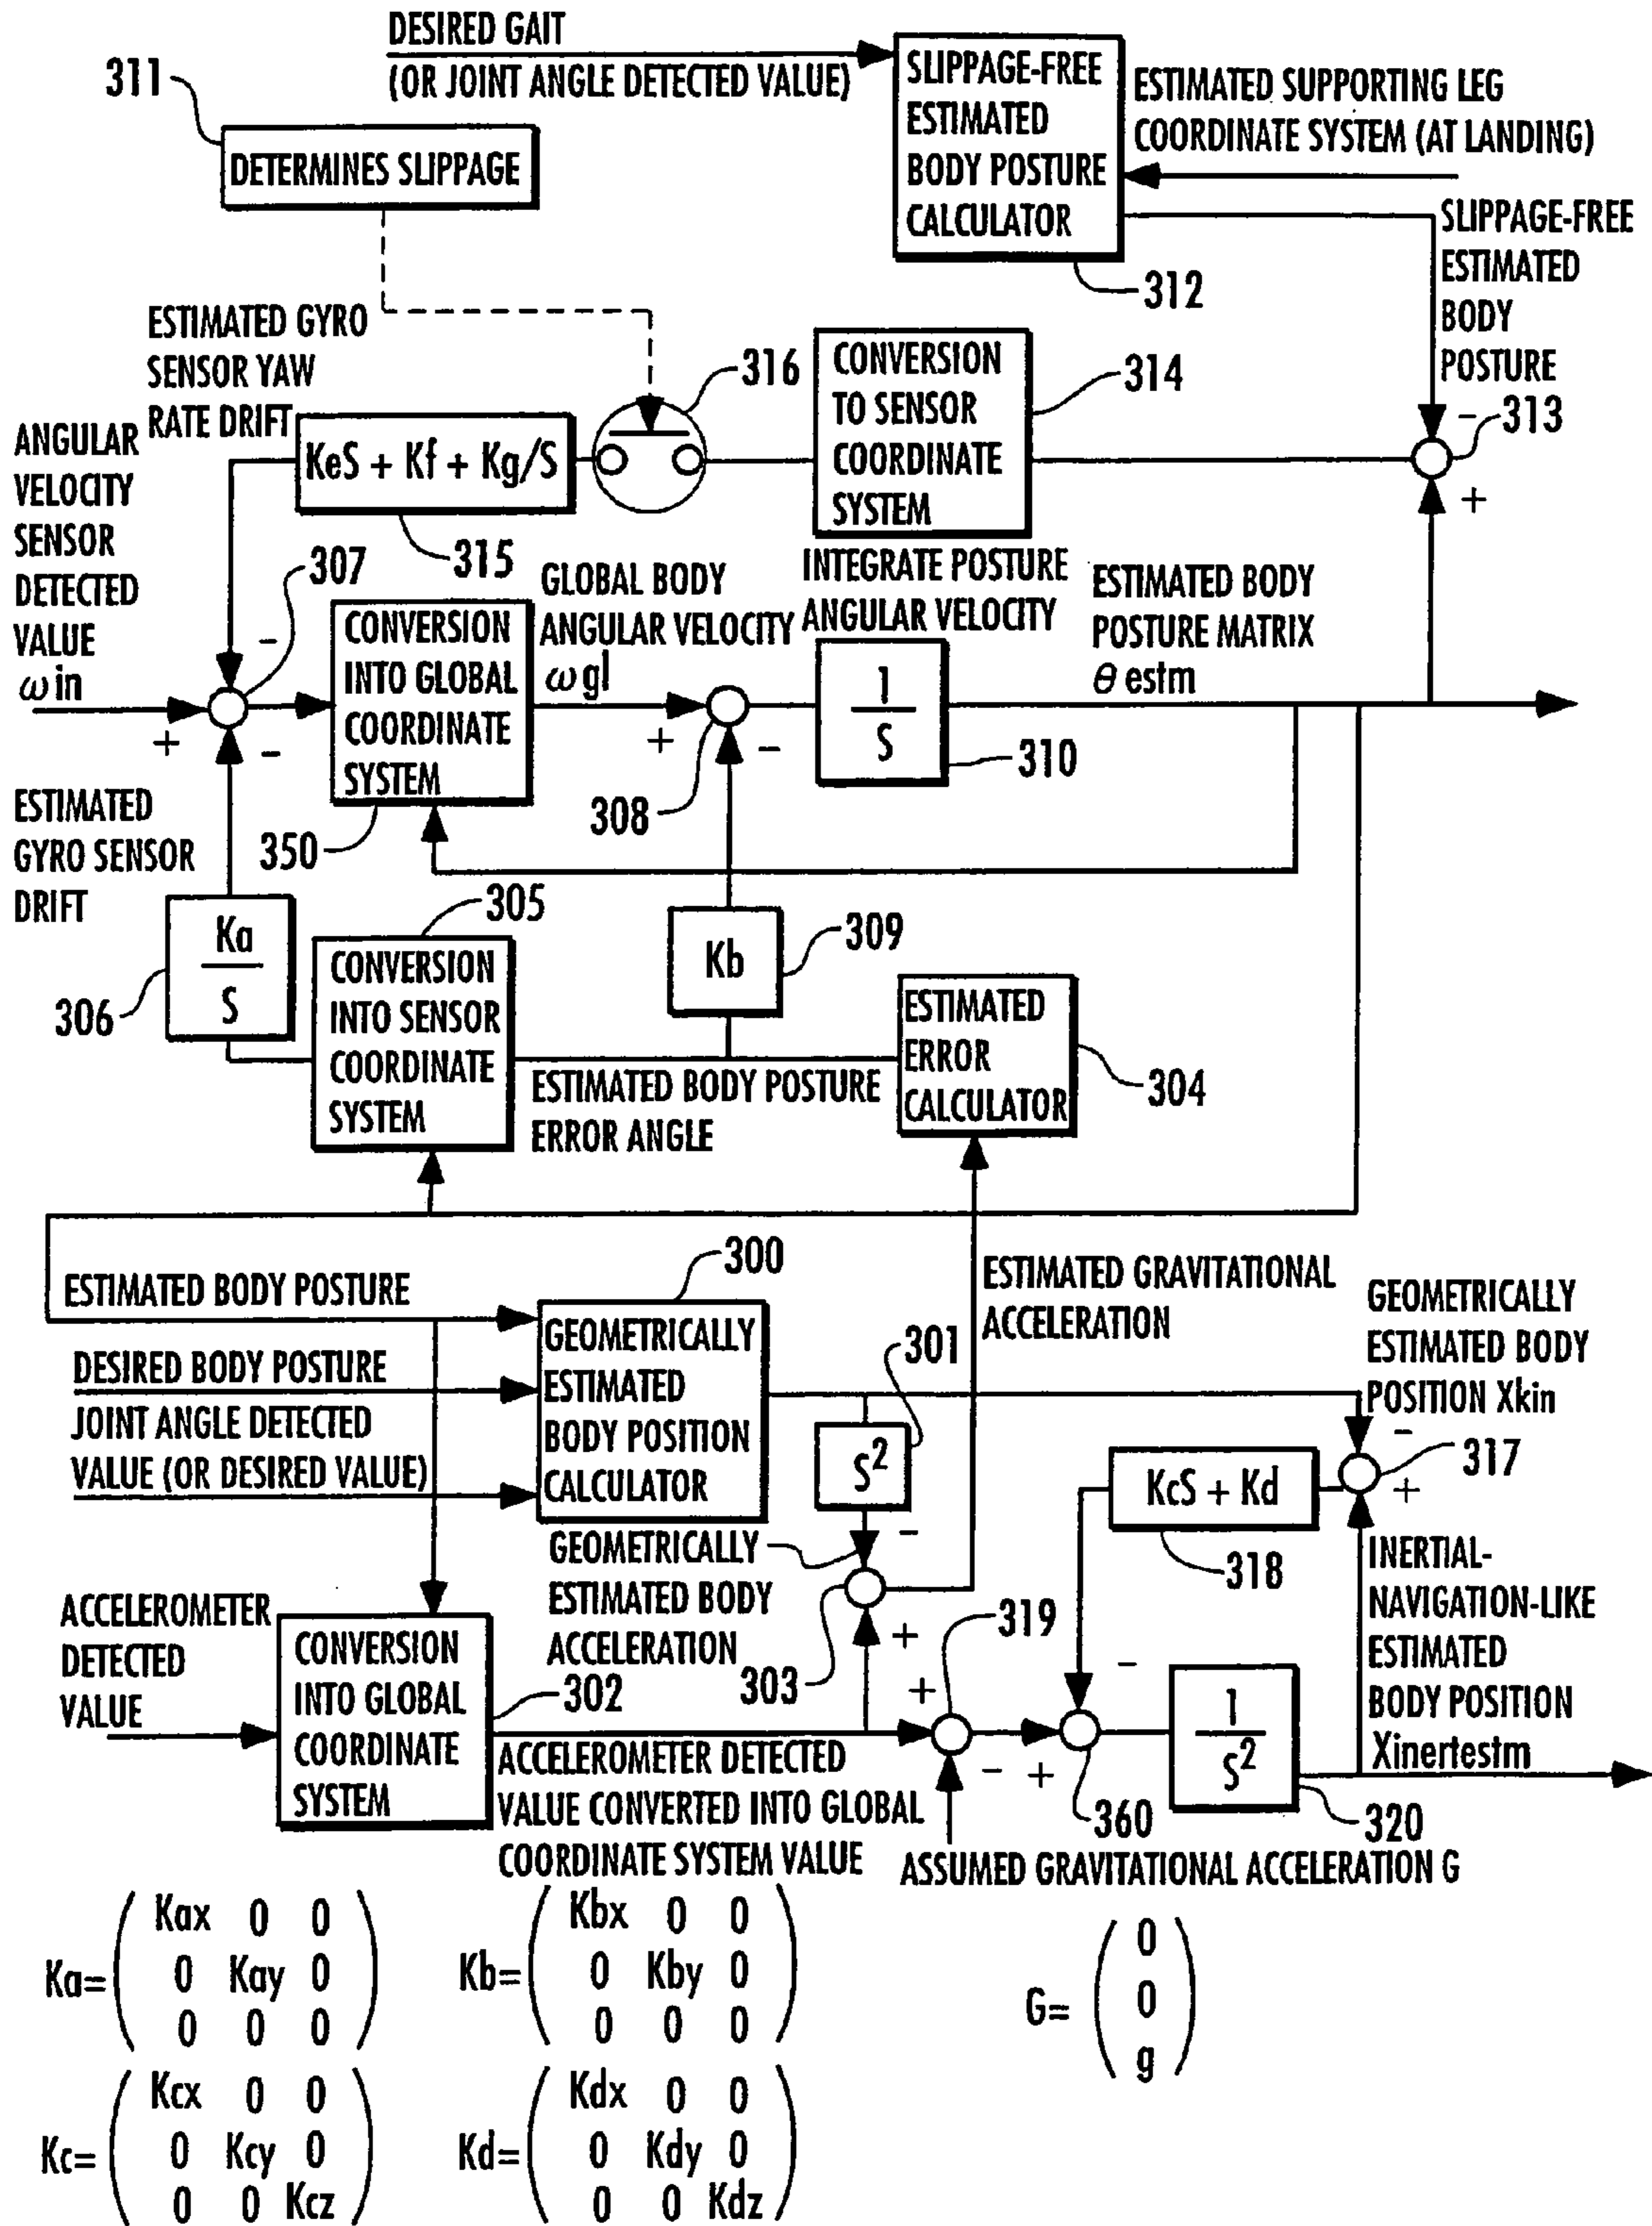 DESIRED GAIT
(OR JOINT ANGLE DETECTED VALUE)
311
DETERMINES SLIPPAGE
SLIPPAGE-FREE
ESTIMATED
BODY POSTURE
CALCULATOR
312
ESTIMATED SUPPORTING LEG
COORDINATE SYSTEM (AT LANDING)
SLIPPAGE-FREE
ESTIMATED
BODY
POSTURE
ESTIMATED GYRO
SENSOR YAW
RATE DRIFT
316
CONVERSION
TO SENSOR
COORDINATE
SYSTEM
314
−
313
+
ANGULAR
VELOCITY
SENSOR
DETECTED
VALUE
ωin
KeS + Kf + Kg/S
315
307
−
+
−
CONVERSION
INTO GLOBAL
COORDINATE
SYSTEM
350
GLOBAL BODY
ANGULAR VELOCITY
ωgl
+
−
308
INTEGRATE POSTURE
ANGULAR VELOCITY
1
S
310
ESTIMATED BODY
POSTURE MATRIX
θestm
ESTIMATED
GYRO SENSOR
DRIFT
Ka
S
306
305
CONVERSION
INTO SENSOR
COORDINATE
SYSTEM
Kb
309
ESTIMATED
ERROR
CALCULATOR
304
ESTIMATED BODY POSTURE
ERROR ANGLE
ESTIMATED BODY POSTURE
DESIRED BODY POSTURE
JOINT ANGLE DETECTED
VALUE (OR DESIRED VALUE)
300
GEOMETRICALLY
ESTIMATED
BODY POSITION
CALCULATOR
301
S²
ESTIMATED GRAVITATIONAL
ACCELERATION
GEOMETRICALLY
ESTIMATED BODY
POSITION Xkin
−
317
+
KcS + Kd
318
GEOMETRICALLY
ESTIMATED BODY
ACCELERATION
−
303
+
INERTIAL-
NAVIGATION-LIKE
ESTIMATED
BODY POSITION
Xinertestm
ACCELEROMETER
DETECTED
VALUE
CONVERSION
INTO GLOBAL
COORDINATE
SYSTEM
302
ACCELEROMETER DETECTED
VALUE CONVERTED INTO GLOBAL
COORDINATE SYSTEM VALUE
319
+
−
−
+
360
1
S²
320
ASSUMED GRAVITATIONAL ACCELERATION G
Ka= ( Kax 0 0
0 Kay 0
0 0 0 )
Kb= ( Kbx 0 0
0 Kby 0
0 0 0 )
G= ( 0
0
g )
Kc= ( Kcx 0 0
0 Kcy 0
0 0 Kcz )
Kd= ( Kdx 0 0
0 Kdy 0
0 0 Kdz )